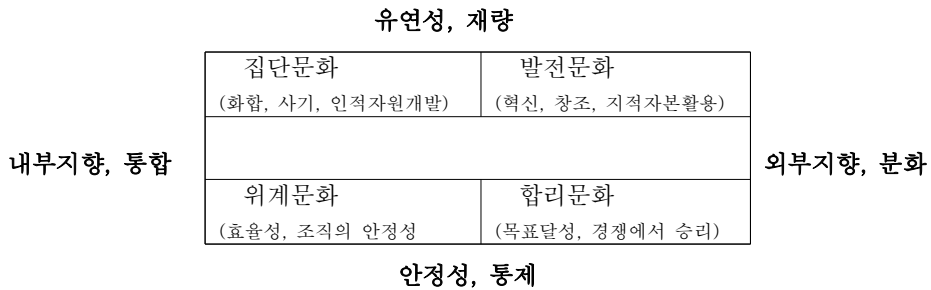 유연성, 재량
집단문화 발전문화
(화합, 사기, 인적자원개발) (혁신, 창조, 지적자본활용)
내부지향, 통합 외부지향, 분화
위계문화 합리문화
(효율성, 조직의 안정성 (목표달성, 경쟁에서 승리)
안정성, 통제